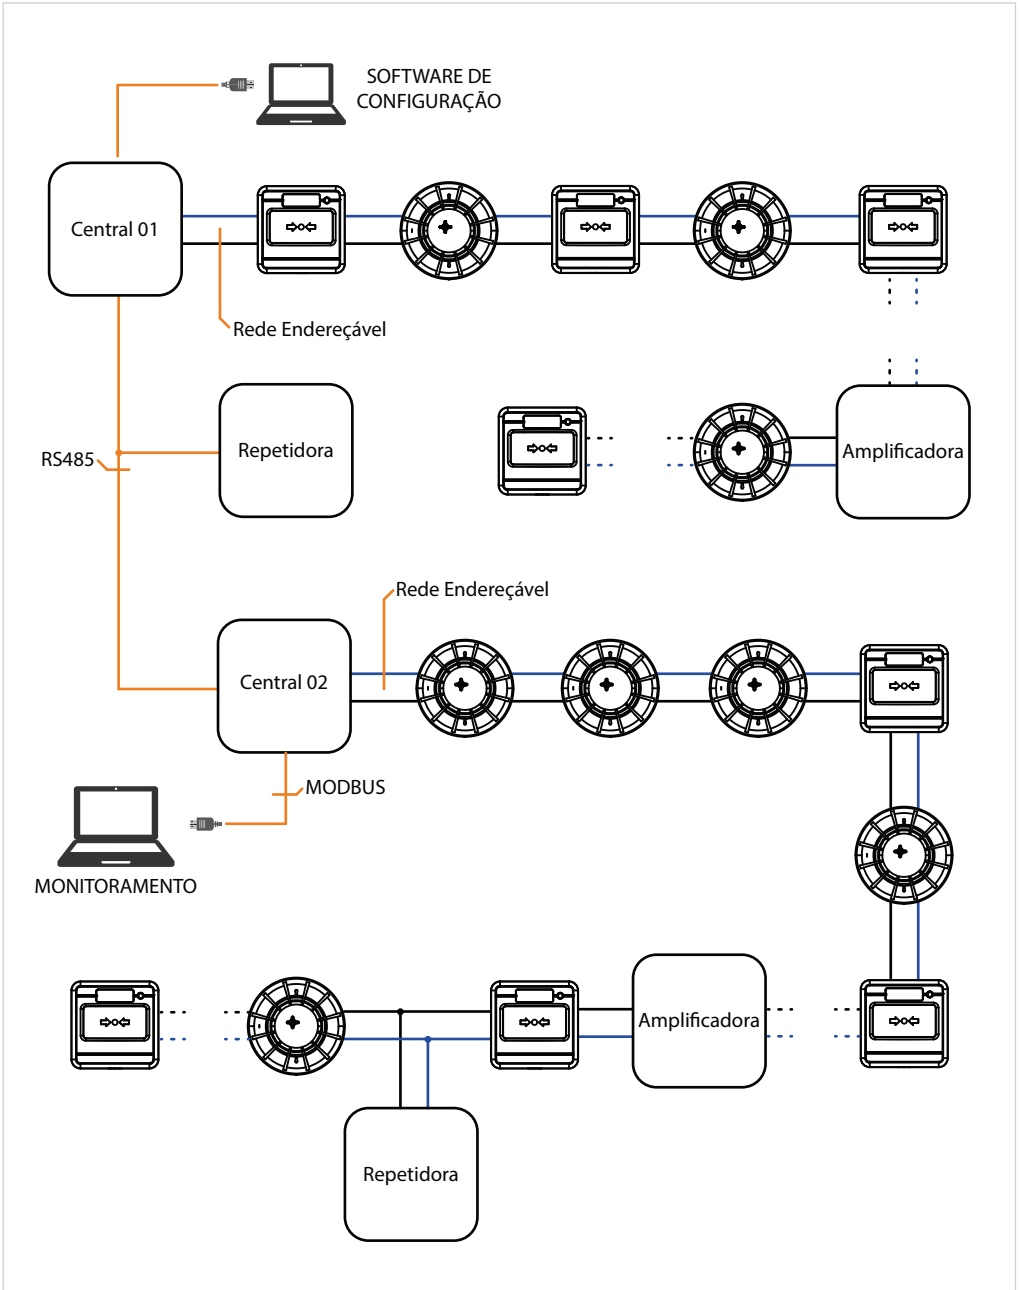 SOFTWARE DE
CONFIGURAÇÃO
Central 01
Rede Endereçável
Repetidora
Amplificadora
RS485
Rede Endereçável
Central 02
MODBUS
MONITORAMENTO
Amplificadora
Repetidora